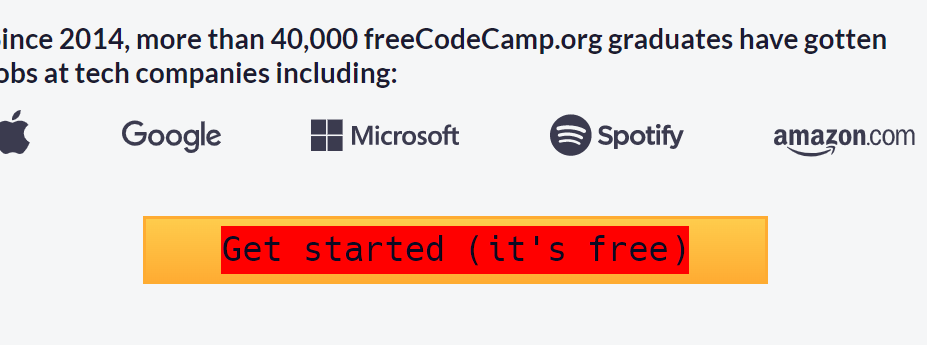 ince 2014, more than 40,000 freeCodeCamp.org graduates have gotten
obs at tech companies including:
Google Microsoft Spotify amazon.com
Get started (it's free)